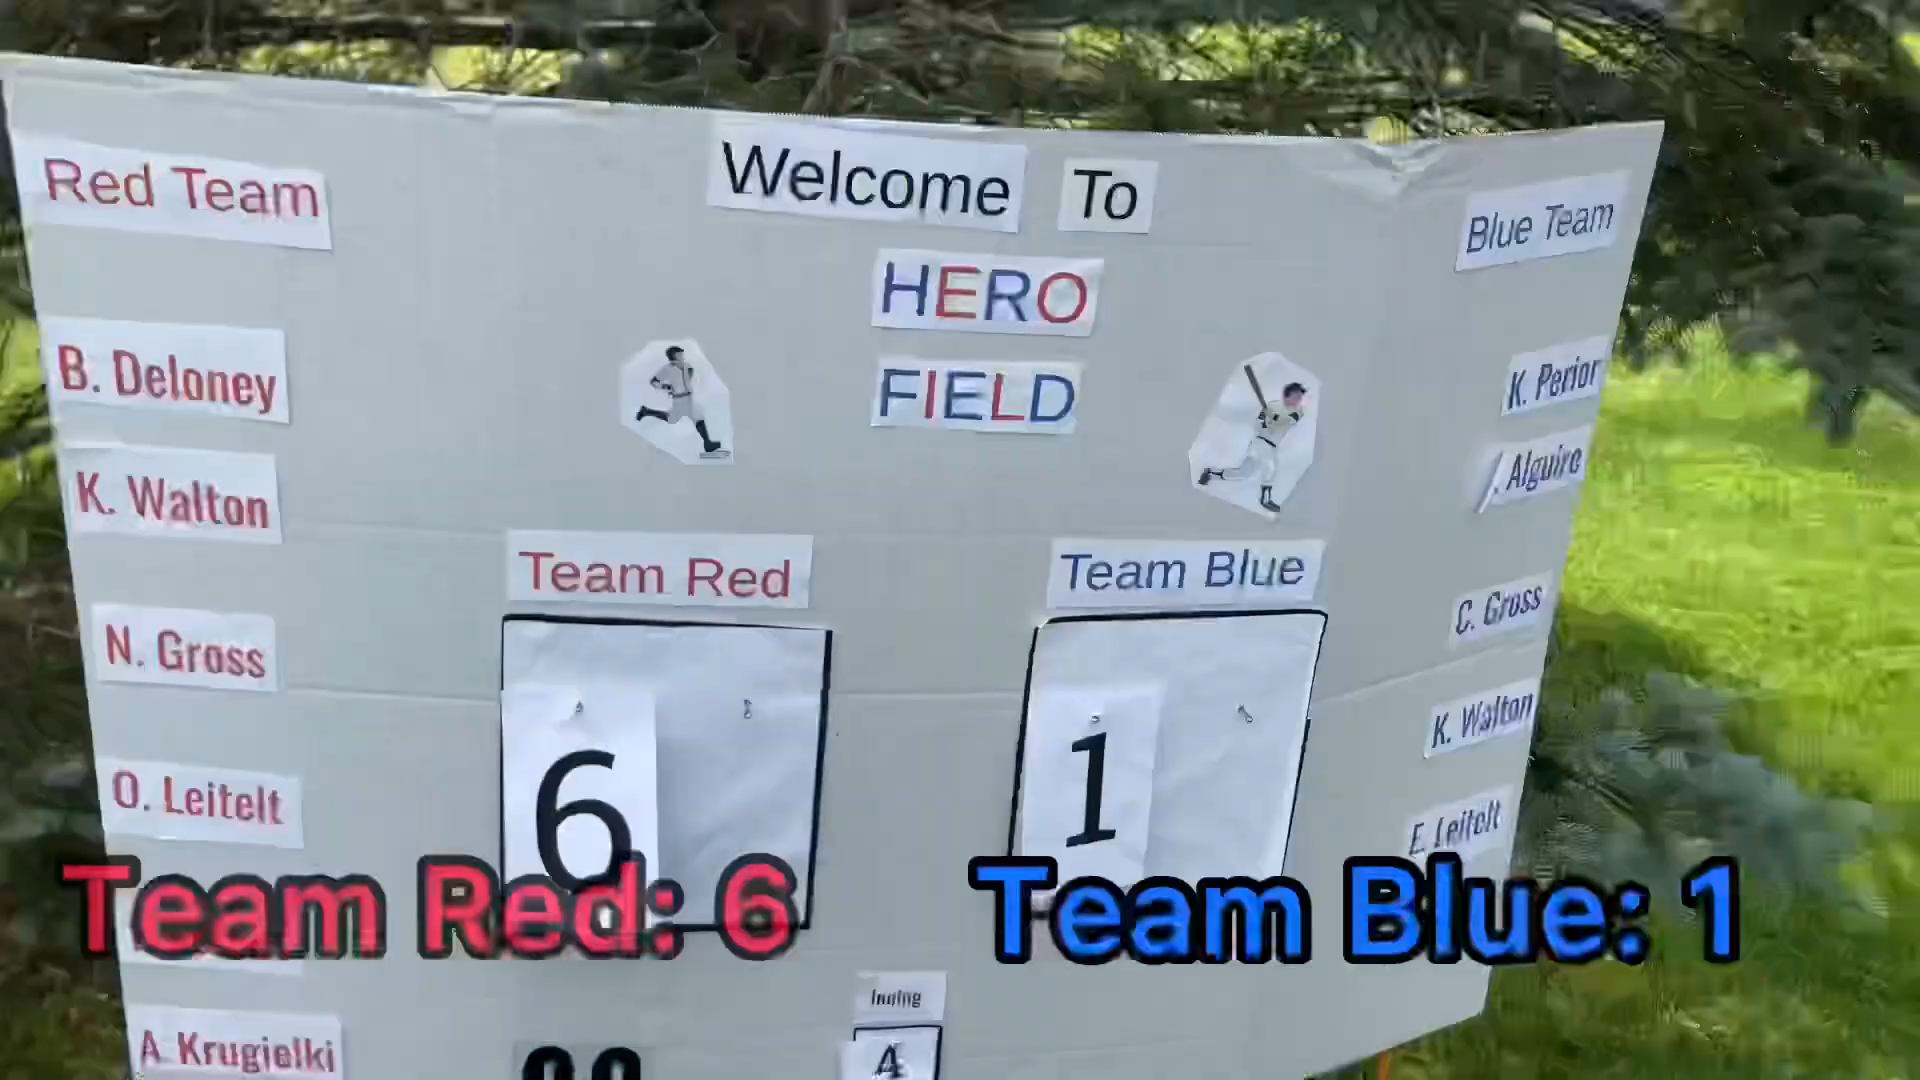 Red Team
Welcome To
Blue Team
HERO
FIELD
B. Deloney
K. Perior
K. Walton
. Alguire
Team Red
Team Blue
N. Gross
C. Gross
6
1
K. Walton
O. Leitelt
E. Leitelt
Team Red: 6
Team Blue: 1
Inning
A. Krugielki
4